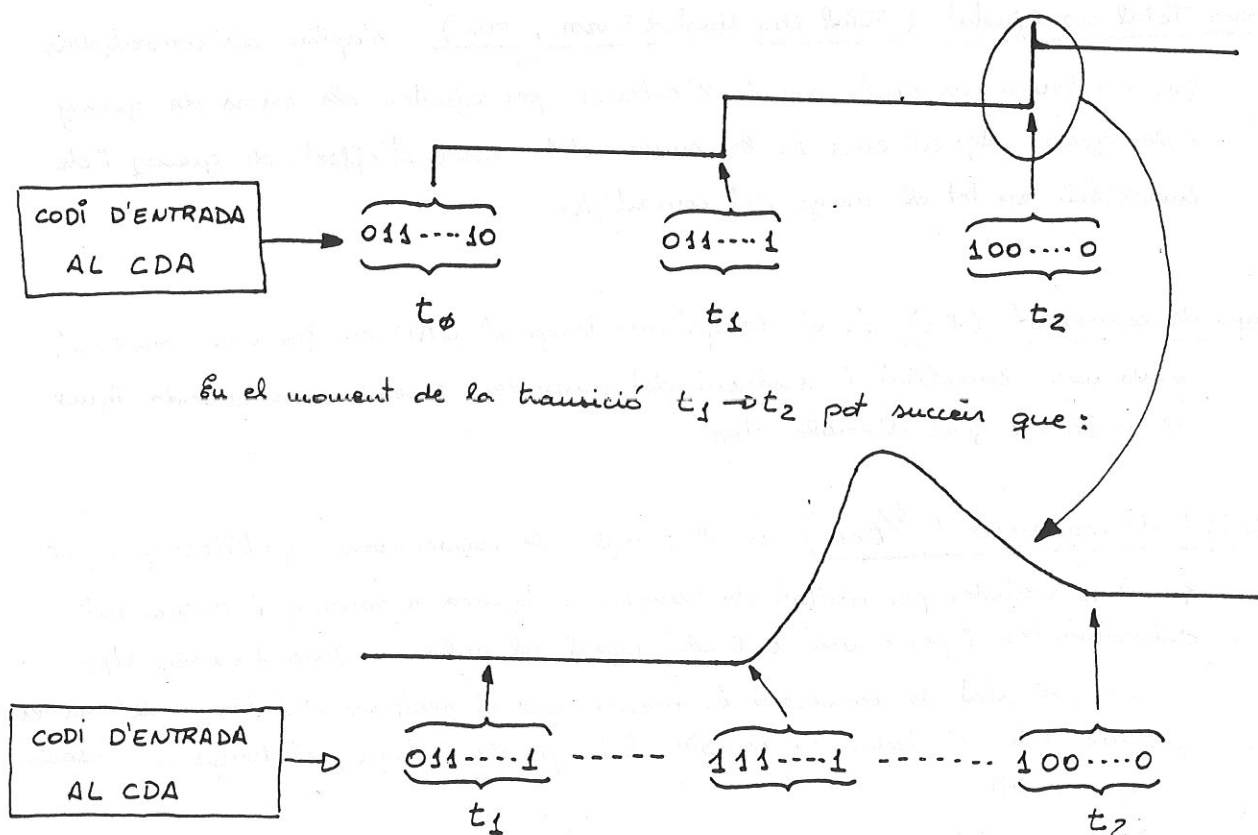 CODI D'ENTRADA
AL CDA
011----10
011----1
100----0
tø
t1
t2
En el moment de la transició t1 → t2 pot succeir que:
CODI D'ENTRADA
AL CDA
011----1 ----- 111----1 ------- 100----0
t1
t2